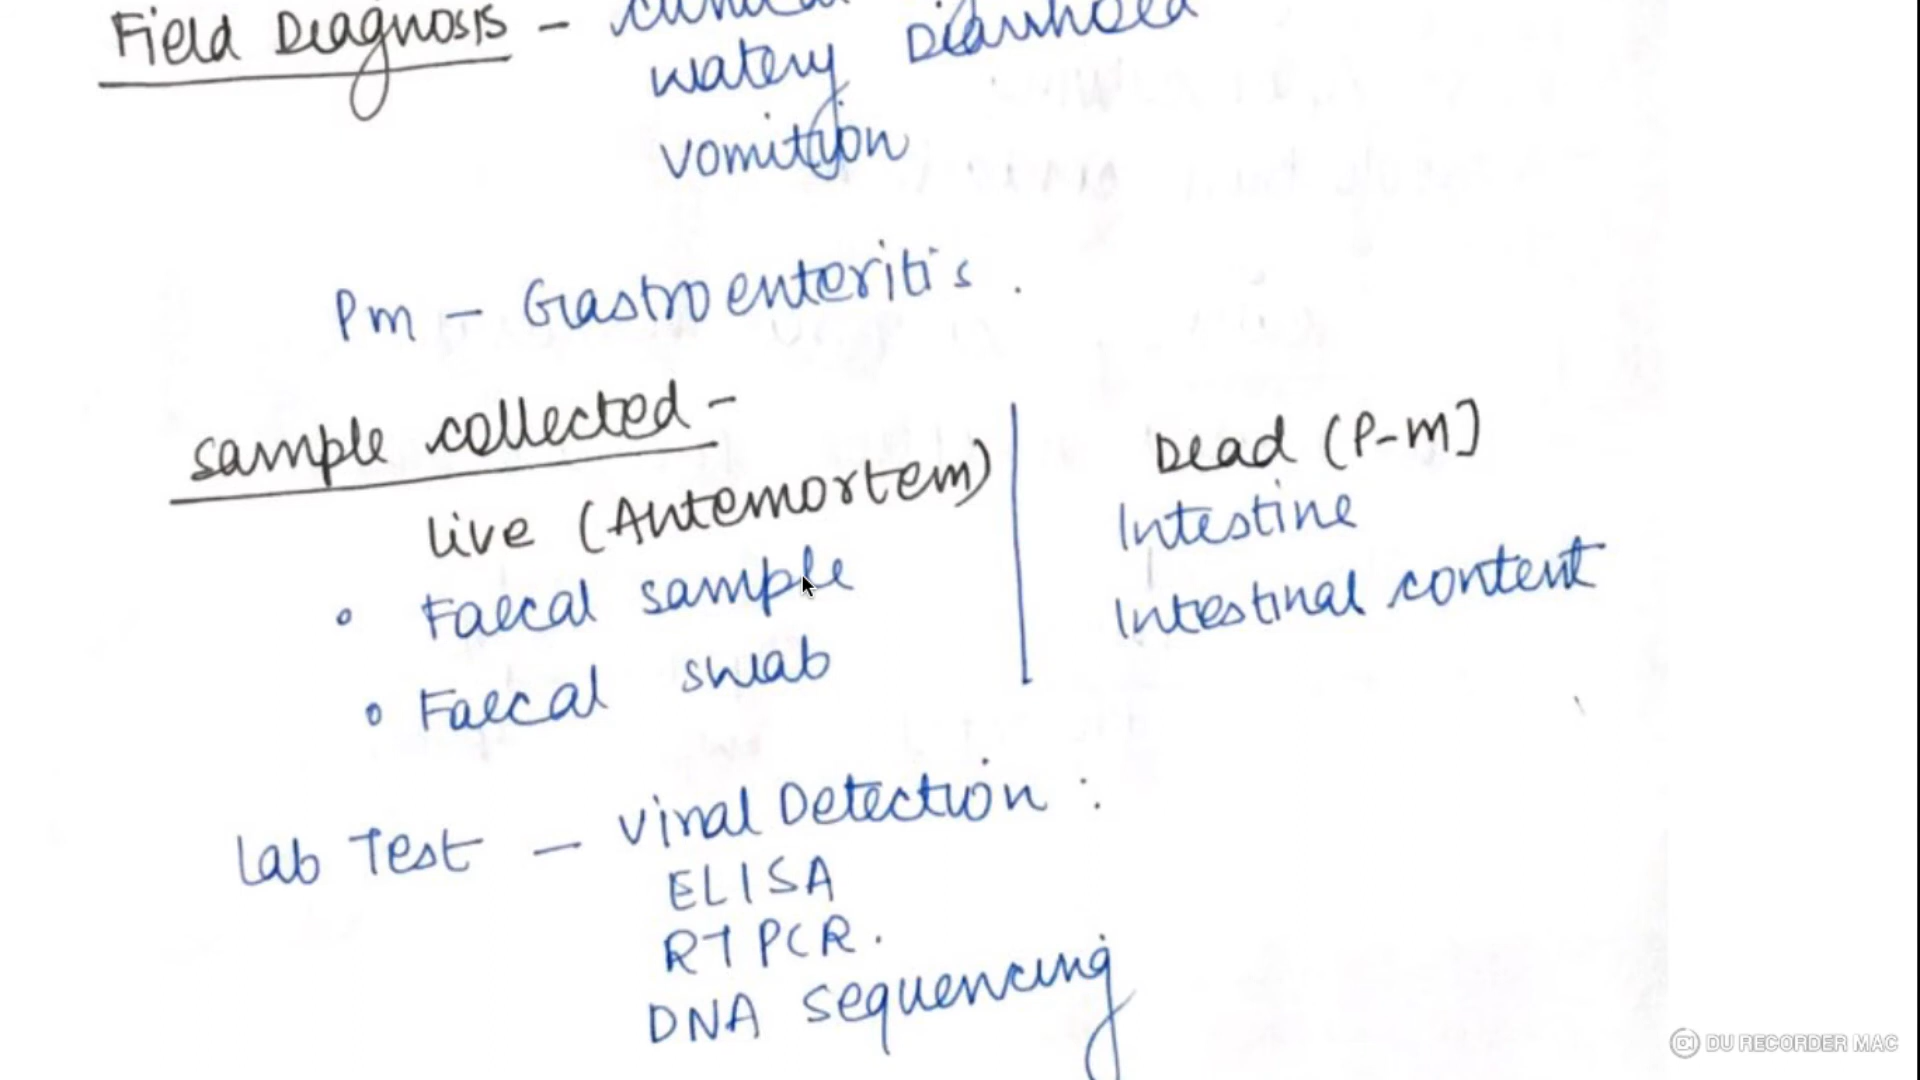 Field Diagnosis - clinical
watery Diarrhoea
vomition
Pm - Gastroenteritis.
sample collected -
live (Antemortem)
• Faecal sample
• Faecal swab
Dead (P-m]
Intestine
Intestinal content
Lab Test - Viral Detection:
ELISA
RT PCR.
DNA sequencing
DU RECORDER MAC